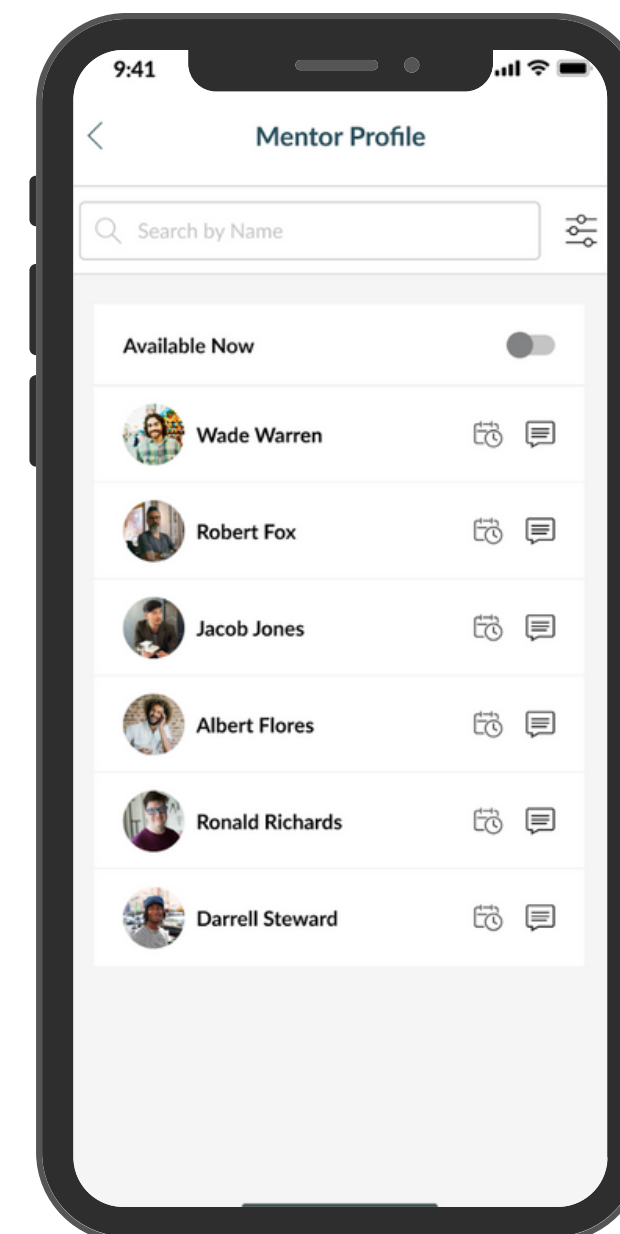 9:41
Mentor Profile
Search by Name
Available Now
Wade Warren
Robert Fox
Jacob Jones
Albert Flores
Ronald Richards
Darrell Steward